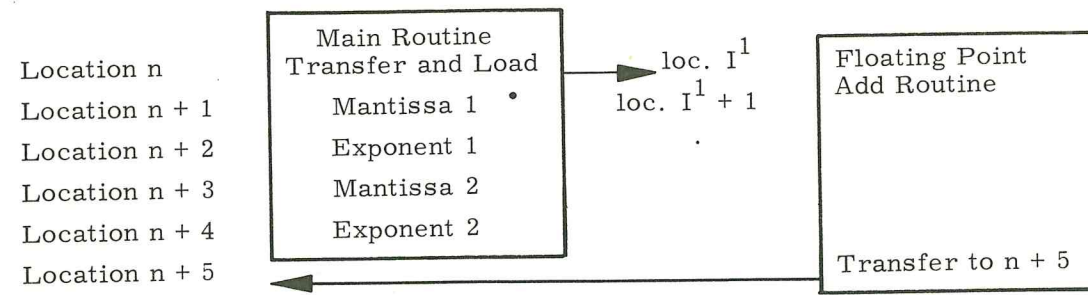 Location n
Location n + 1
Location n + 2
Location n + 3
Location n + 4
Location n + 5
Main Routine
Transfer and Load
Mantissa 1
Exponent 1
Mantissa 2
Exponent 2
loc. I¹
loc. I¹ + 1
.
Floating Point
Add Routine
Transfer to n + 5